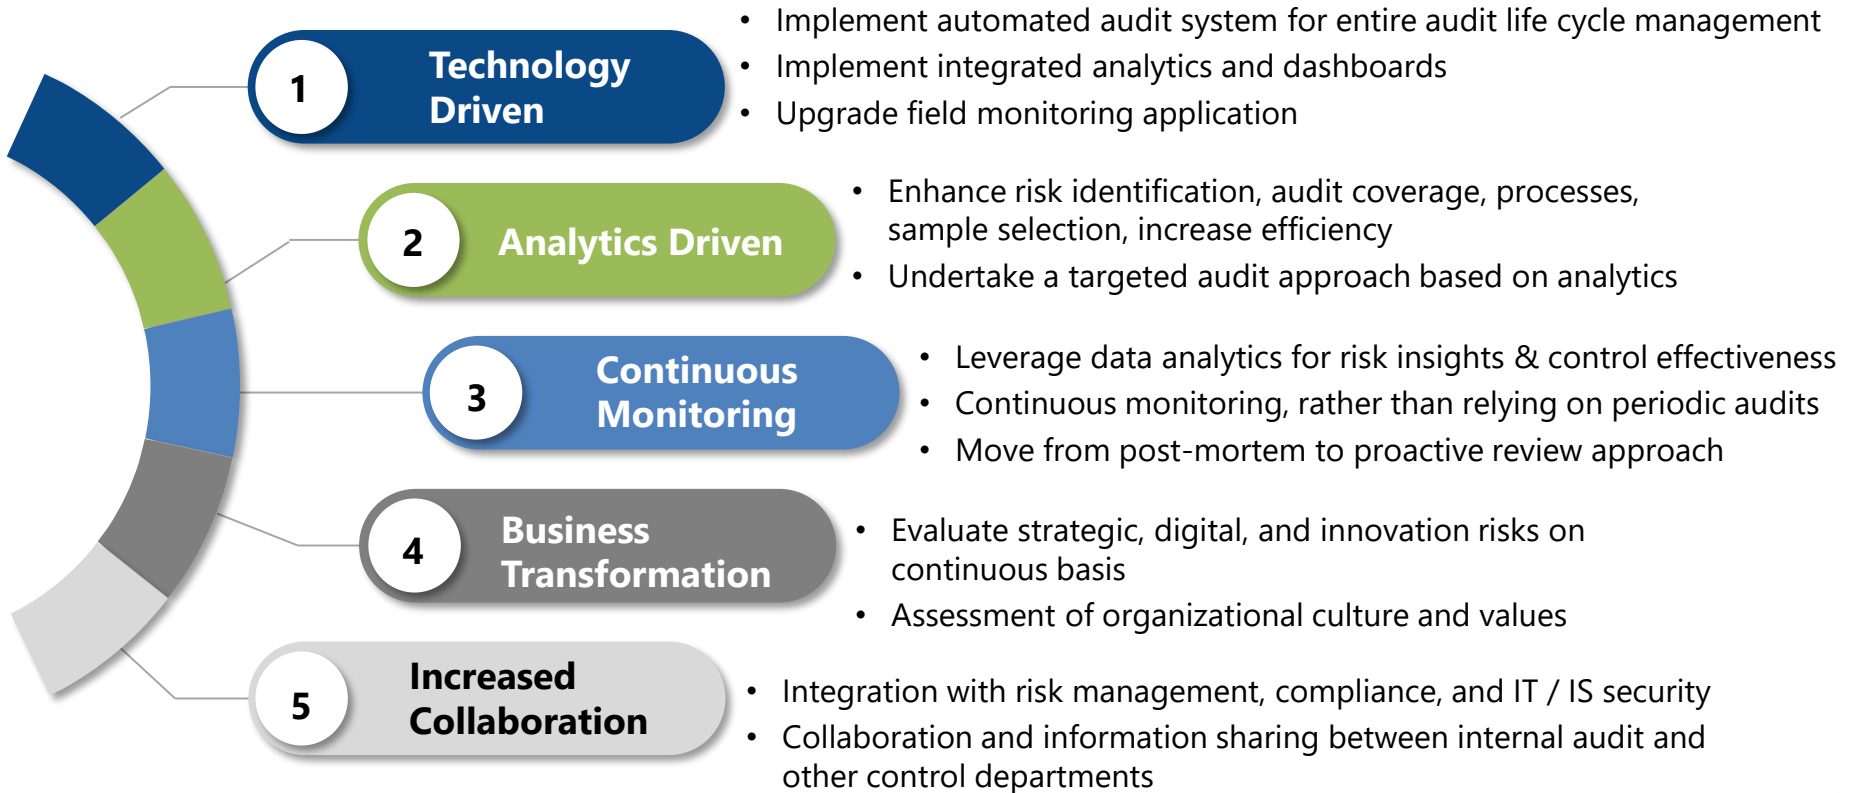 1
Technology
Driven
• Implement automated audit system for entire audit life cycle management
• Implement integrated analytics and dashboards
• Upgrade field monitoring application
2
Analytics Driven
• Enhance risk identification, audit coverage, processes,
sample selection, increase efficiency
• Undertake a targeted audit approach based on analytics
3
Continuous
Monitoring
• Leverage data analytics for risk insights & control effectiveness
• Continuous monitoring, rather than relying on periodic audits
• Move from post-mortem to proactive review approach
4
Business
Transformation
• Evaluate strategic, digital, and innovation risks on
continuous basis
• Assessment of organizational culture and values
5
Increased
Collaboration
• Integration with risk management, compliance, and IT / IS security
• Collaboration and information sharing between internal audit and
other control departments